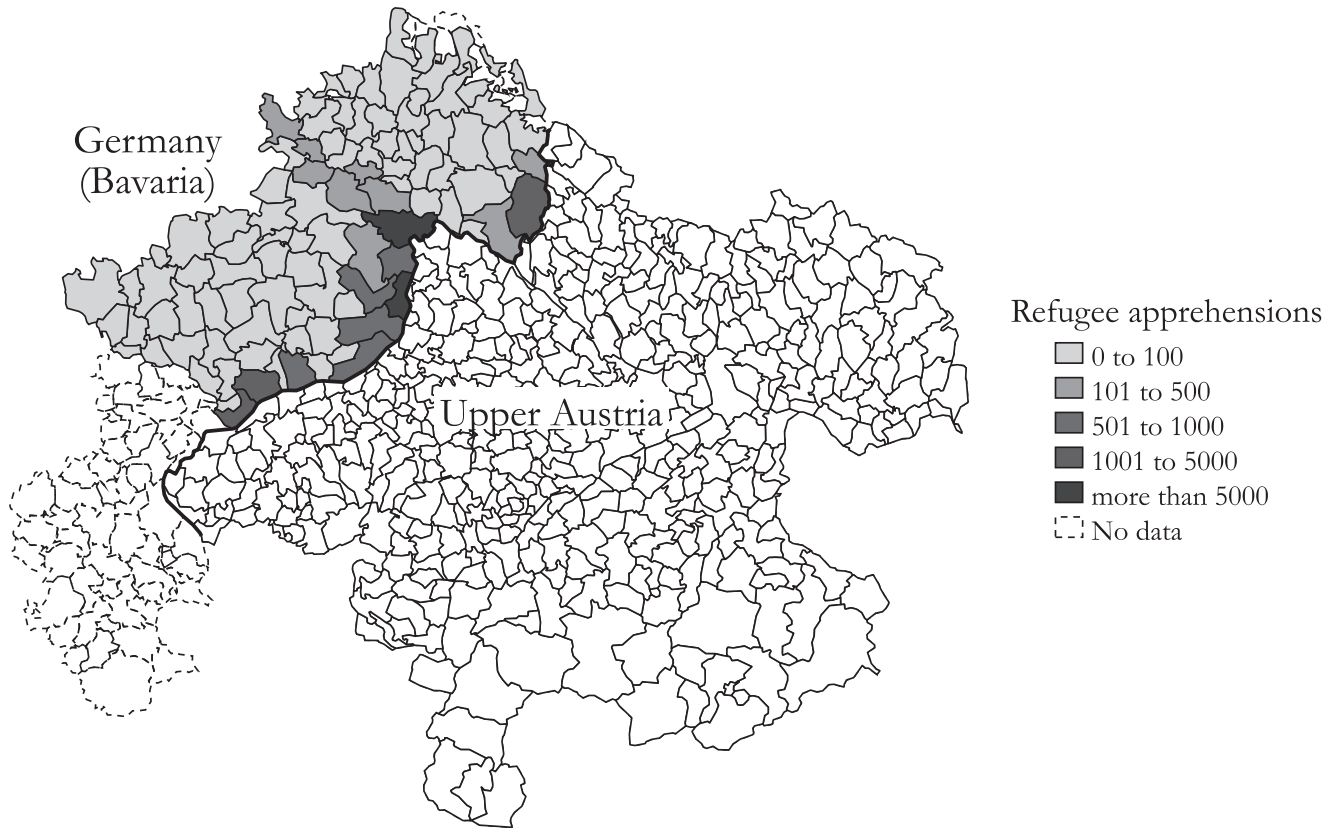 Germany
(Bavaria)
Upper Austria
Refugee apprehensions
0 to 100
101 to 500
501 to 1000
1001 to 5000
more than 5000
No data